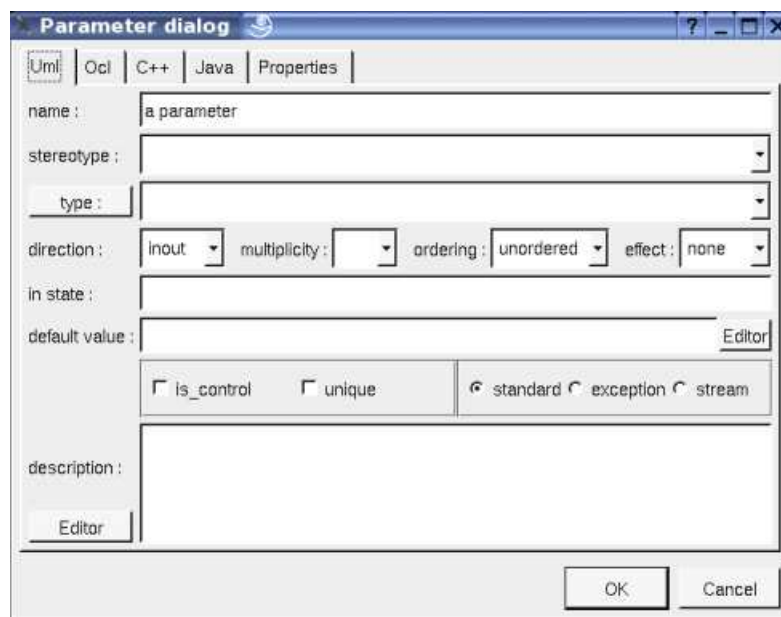 Parameter dialog ?
Uml Ocl C++ Java Properties
name : a parameter
stereotype :
type :
direction : inout multiplicity : ordering : unordered effect : none
in state :
default value : Editor
is_control unique standard exception stream
description :
Editor
OK Cancel